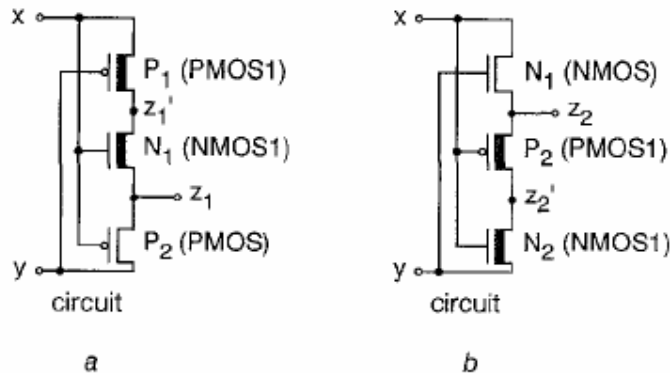 x
P1 (PMOS1)
z1'
N1 (NMOS1)
z1
P2 (PMOS)
y
circuit
a
x
N1 (NMOS)
z2
P2 (PMOS1)
z2'
N2 (NMOS1)
y
circuit
b